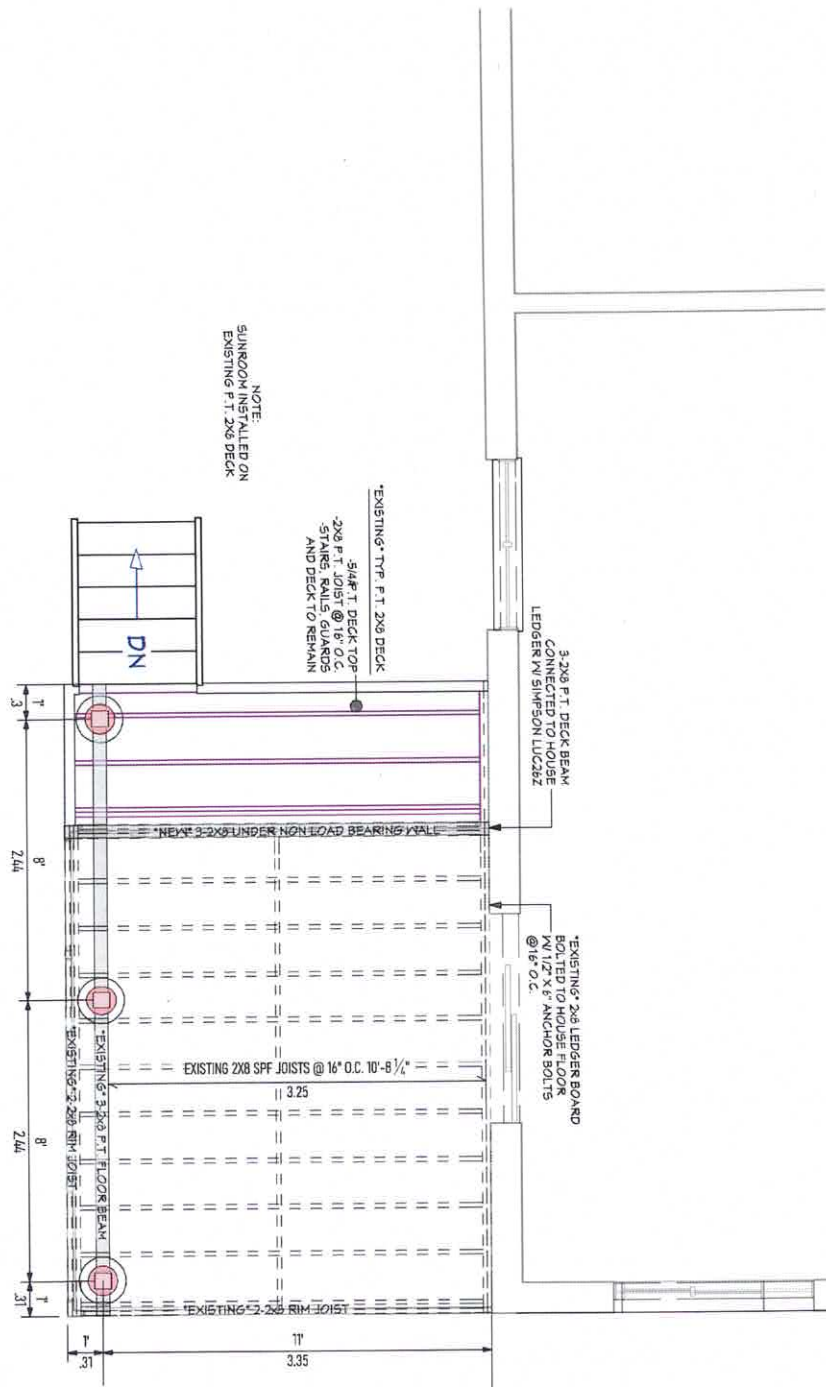 NOTE:
SUNROOM INSTALLED ON
EXISTING P.T. 2X8 DECK
*EXISTING* TYP. P.T. 2X8 DECK
-5/4 P.T. DECK TOP
-2X8 P.T. JOIST @ 16" O.C.
-STAIRS, RAILS, GUARDS
AND DECK TO REMAIN
3-2X8 P.T. DECK BEAM
CONNECTED TO HOUSE
LEDGER W/ SIMPSON LUC26Z
*EXISTING* 2x8 LEDGER BOARD
BOLTED TO HOUSE FLOOR
W/ 1/2" X 6" ANCHOR BOLTS
@16" O.C.
DN
*NEW* 3-2X8 UNDER NON LOAD BEARING WALL
EXISTING 2X8 SPF JOISTS @ 16" O.C. 10'-8 1/4"
3.25
*EXISTING* 3-2x8 P.T. FLOOR BEAM
*EXISTING* 2-2x8 RIM JOIST
*EXISTING* 2-2x8 RIM JOIST
1'
.3
8'
2.44
8'
2.44
1'
.31
1'
.31
11'
3.35